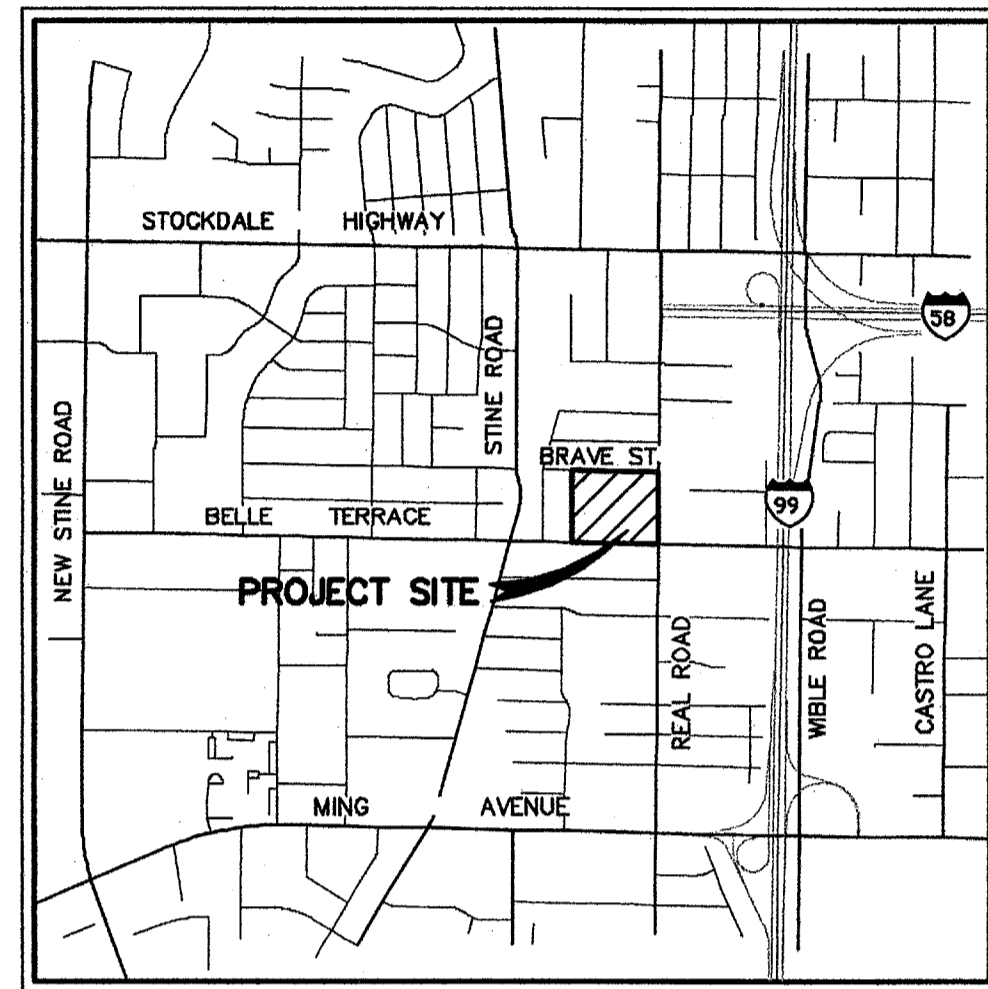 STOCKDALE HIGHWAY
58
STINE ROAD
NEW STINE ROAD
BRAVE ST
99
BELLE TERRACE
PROJECT SITE
REAL ROAD
WIBLE ROAD
CASTRO LANE
MING AVENUE